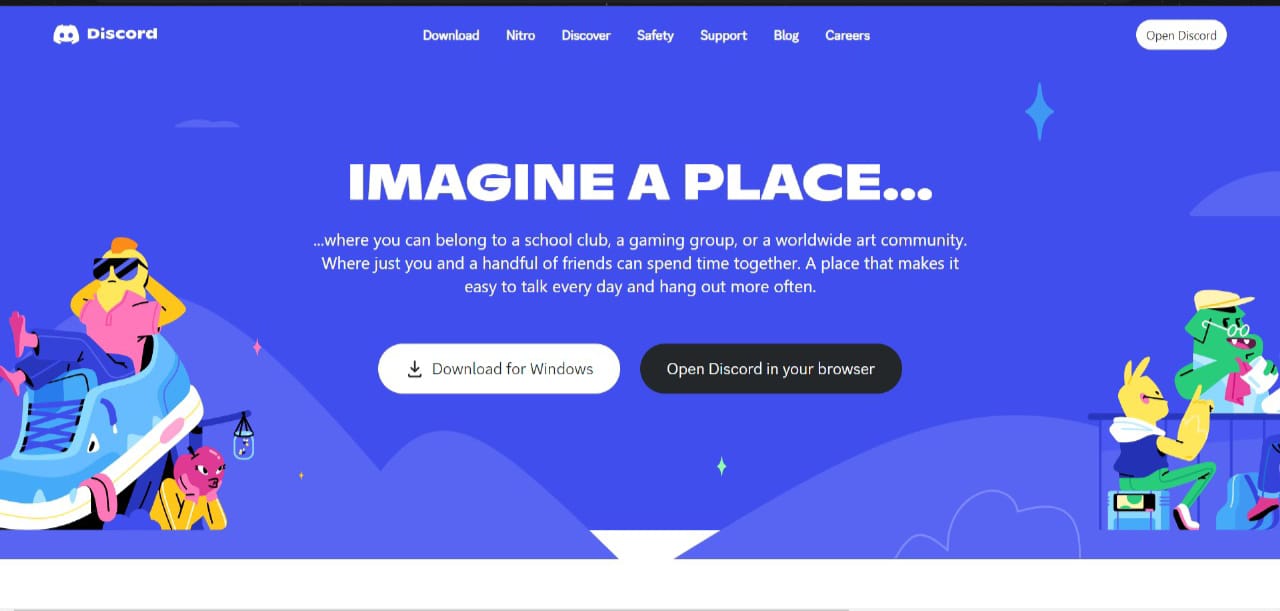 Discord
Download Nitro Discover Safety Support Blog Careers
Open Discord
IMAGINE A PLACE...
...where you can belong to a school club, a gaming group, or a worldwide art community.
Where just you and a handful of friends can spend time together. A place that makes it
easy to talk every day and hang out more often.
Download for Windows
Open Discord in your browser